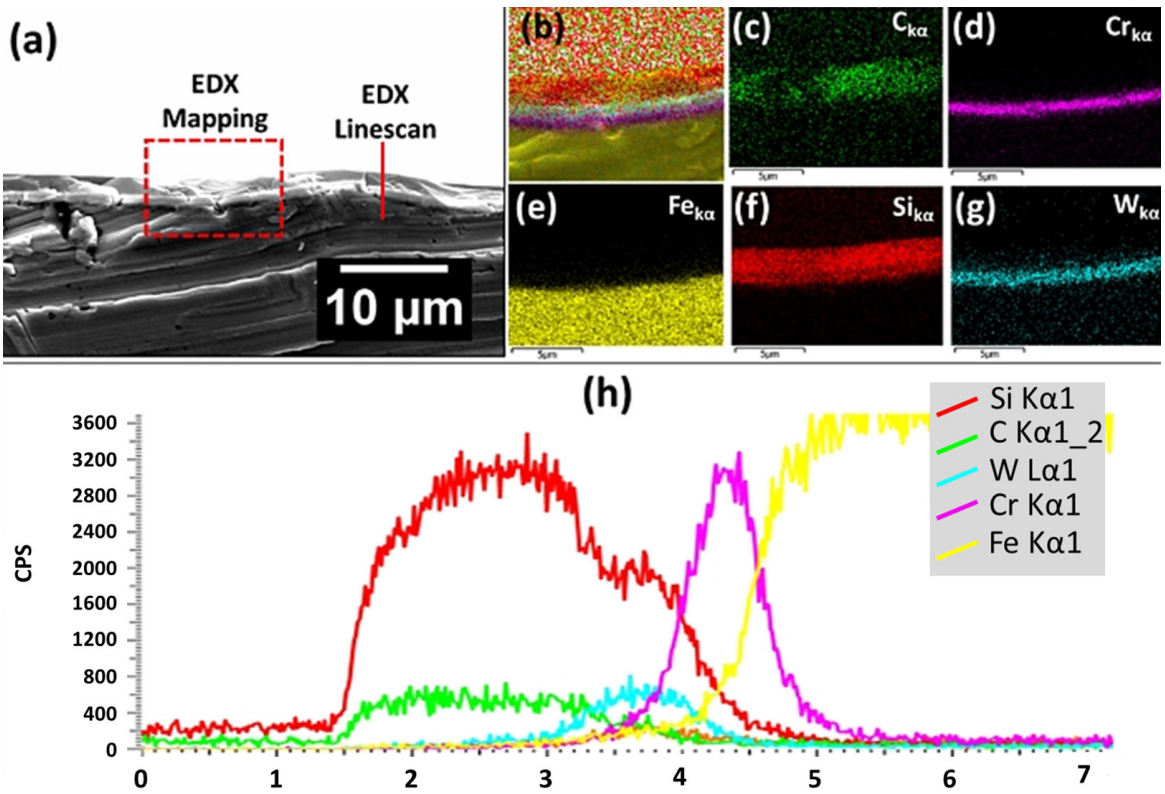 (a)
EDX
Mapping
EDX
Linescan
10 µm
(b)
(c)
Ckα
5µm
(d)
Crkα
5µm
(e)
Fekα
5µm
(f)
Sikα
5µm
(g)
Wkα
5µm
(h)
Si Kα1
C Kα1_2
W Lα1
Cr Kα1
Fe Kα1
CPS
3600
3200
2800
2400
2000
1600
1200
800
400
0
0 1 2 3 4 5 6 7